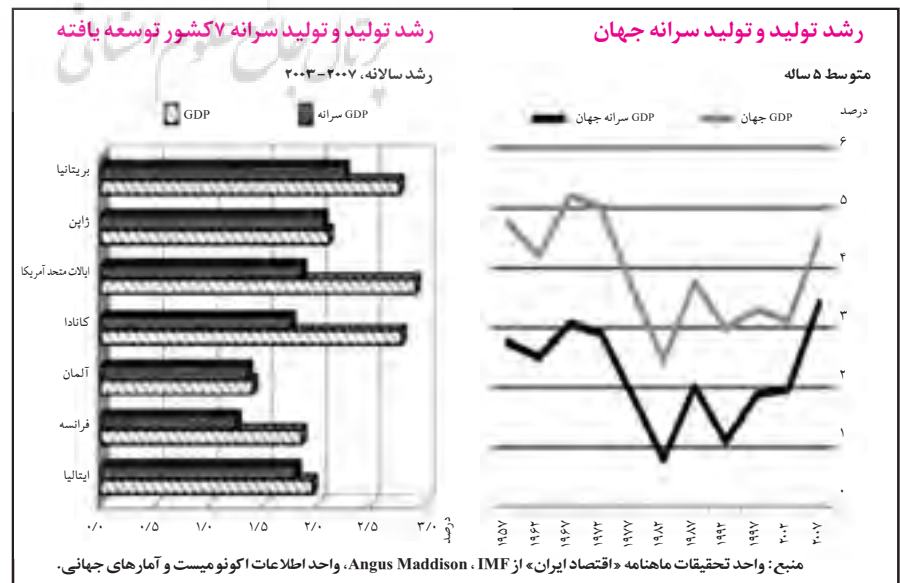 رشد تولید و تولید سرانه جهان
متوسط ۵ ساله
درصد
GDP جهان
GDP سرانه جهان
۶
۵
۴
۳
۲
۱
۰
۱۹۵۷
۱۹۶۲
۱۹۶۷
۱۹۷۲
۱۹۷۷
۱۹۸۲
۱۹۸۷
۱۹۹۲
۱۹۹۷
۲۰۰۲
۲۰۰۷
رشد تولید و تولید سرانه ۷ کشور توسعه یافته
رشد سالانه، ۲۰۰۷-۲۰۰۳
GDP سرانه
GDP
بریتانیا
ژاپن
ایالات متحد آمریکا
کانادا
آلمان
فرانسه
ایتالیا
۰/۰
۰/۵
۱/۰
۱/۵
۲/۰
۲/۵
۳/۰
درصد
منبع: واحد تحقیقات ماهنامه «اقتصاد ایران» از Angus Maddison ، IMF، واحد اطلاعات اکونومیست و آمارهای جهانی.